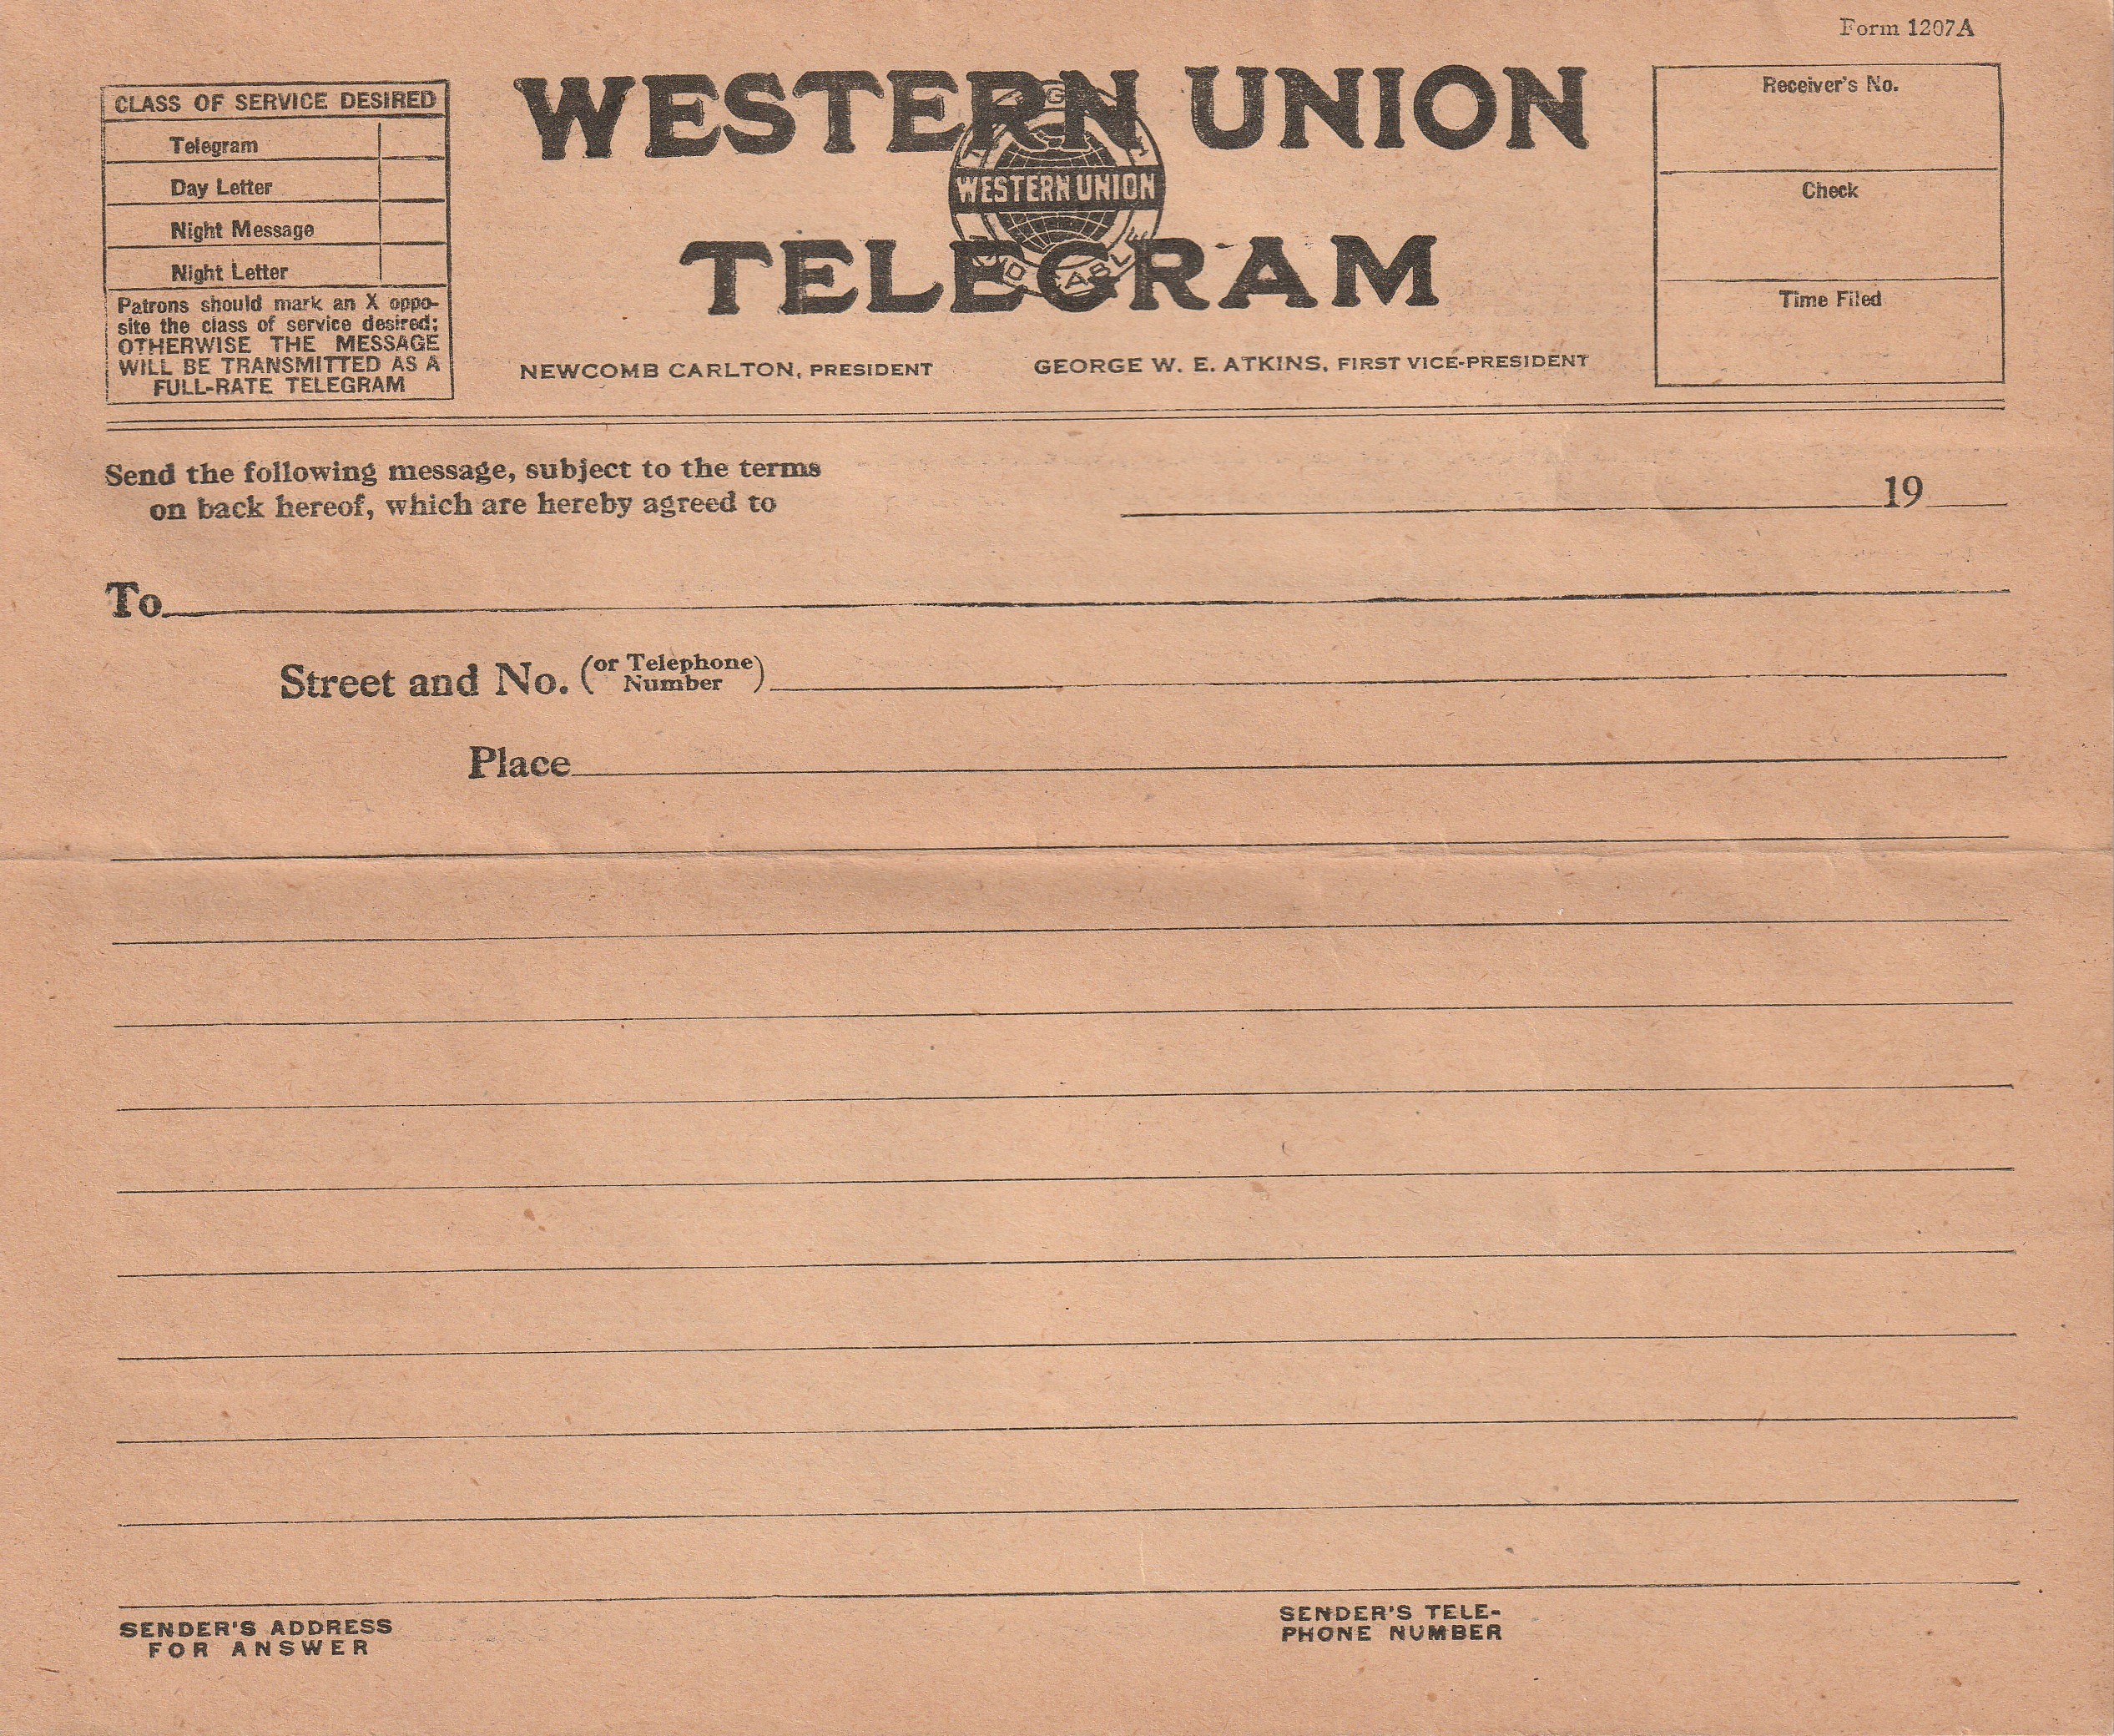 Form 1207A
CLASS OF SERVICE DESIRED
Telegram
Day Letter
Night Message
Night Letter
Patrons should mark an X oppo-
site the class of service desired;
OTHERWISE THE MESSAGE
WILL BE TRANSMITTED AS A
FULL-RATE TELEGRAM
WESTERN UNION
WESTERN UNION
TELEGRAM
NEWCOMB CARLTON, PRESIDENT
GEORGE W. E. ATKINS, FIRST VICE-PRESIDENT
Receiver's No.
Check
Time Filed
Send the following message, subject to the terms
on back hereof, which are hereby agreed to
19
To
Street and No. (or Telephone
Number)
Place
SENDER'S ADDRESS
FOR ANSWER
SENDER'S TELE-
PHONE NUMBER